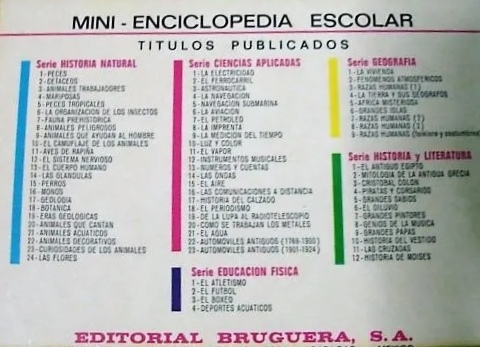 MINI - ENCICLOPEDIA ESCOLAR
TITULOS PUBLICADOS
Serie HISTORIA NATURAL
1 - PECES
2 - CETACEOS
3 - ANIMALES TRABAJADORES
4 - MARIPOSAS
5 - PECES TROPICALES
6 - LA ORGANIZACION DE LOS INSECTOS
7 - FAUNA PREHISTORICA
8 - ANIMALES PELIGROSOS
9 - ANIMALES QUE AYUDAN AL HOMBRE
10 - EL CAMUFLAJE DE LOS ANIMALES
11 - AVES DE RAPIÑA
12 - EL SISTEMA NERVIOSO
13 - EL CUERPO HUMANO
14 - LAS GLANDULAS
15 - PERROS
16 - MONOS
17 - GEOLOGIA
18 - BOTANICA
19 - ERAS GEOLOGICAS
20 - ANIMALES QUE CANTAN
21 - ANIMALES ACUATICOS
22 - ANIMALES DECORATIVOS
23 - CURIOSIDADES DE LOS ANIMALES
24 - LAS FLORES
Serie CIENCIAS APLICADAS
1 - LA ELECTRICIDAD
2 - EL FERROCARRIL
3 - ASTRONAUTICA
4 - LA NAVEGACION
5 - NAVEGACION SUBMARINA
6 - LA AVIACION
7 - EL PETROLEO
8 - LA IMPRENTA
9 - LA MEDICION DEL TIEMPO
10 - LUZ Y COLOR
11 - EL VAPOR
12 - INSTRUMENTOS MUSICALES
13 - NUMEROS Y CUENTAS
14 - LAS ONDAS
15 - EL AIRE
16 - LAS COMUNICACIONES A DISTANCIA
17 - HISTORIA DEL CALZADO
18 - EL PERIODISMO
19 - DE LA LUPA AL RADIOTELESCOPIO
20 - COMO SE TRABAJAN LOS METALES
21 - EL AGUA
22 - AUTOMOVILES ANTIGUOS (1769-1900)
23 - AUTOMOVILES ANTIGUOS (1901-1924)
Serie EDUCACION FISICA
1 - EL ATLETISMO
2 - EL FUTBOL
3 - EL BOXEO
4 - DEPORTES ACUATICOS
Serie GEOGRAFIA
1 - LA VIVIENDA
2 - FENOMENOS ATMOSFERICOS
3 - RAZAS HUMANAS
4 - LA TIERRA Y SUS GEOGRAFOS
5 - AFRICA MISTERIOSA
6 - GRANDES ISLAS
7 - RAZAS HUMANAS
8 - RAZAS HUMANAS
9 - RAZAS HUMANAS
Serie HISTORIA y LITERATURA
1 - EL ANTIGUO EGIPTO
2 - MITOLOGIA DE LA ANTIGUA GRECIA
3 - CRISTOBAL COLON
4 - PIRATAS Y CORSARIOS
5 - GRANDES SABIOS
6 - EL DILUVIO
7 - GRANDES PINTORES
8 - GENIOS DE LA MUSICA
9 - GRANDES PAPAS
10 - HISTORIA DEL VESTIDO
11 - LAS CRUZADAS
12 - HISTORIA DE MOISES
EDITORIAL BRUGUERA, S. A.